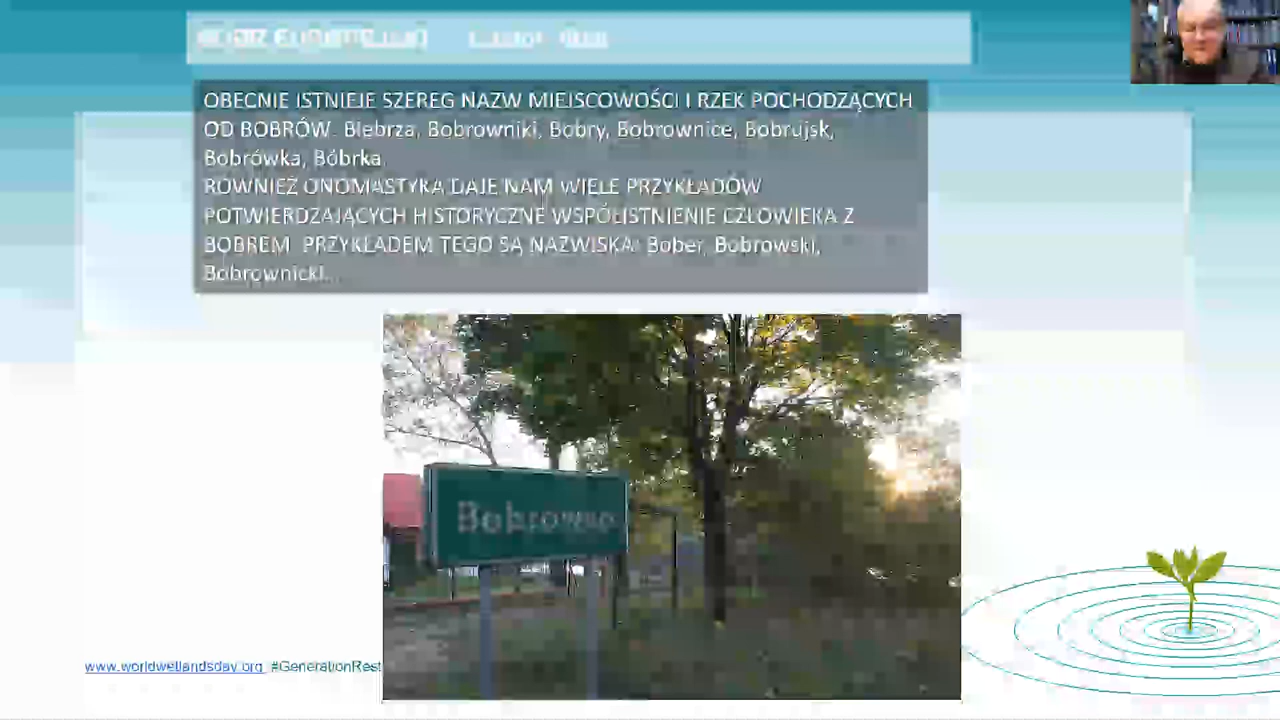 OBECNIE ISTNIEJE SZEREG NAZW MIEJSCOWOŚCI I RZEK POCHODZĄCYCH
OD BOBRÓW. Biebrza, Bobrowniki, Bobry, Bobrownice, Bobrujsk,
Bobrówka, Bóbrka.
RÓWNIEŻ ONOMASTYKA DAJE NAM WIELE PRZYKŁADÓW
POTWIERDZAJĄCYCH HISTORYCZNE WSPÓŁISTNIENIE CZŁOWIEKA Z
BOBREM. PRZYKŁADEM TEGO SĄ NAZWISKA: Bober, Bobrowski,
Bobrownicki...
www.worldwetlandsday.org #GenerationRest